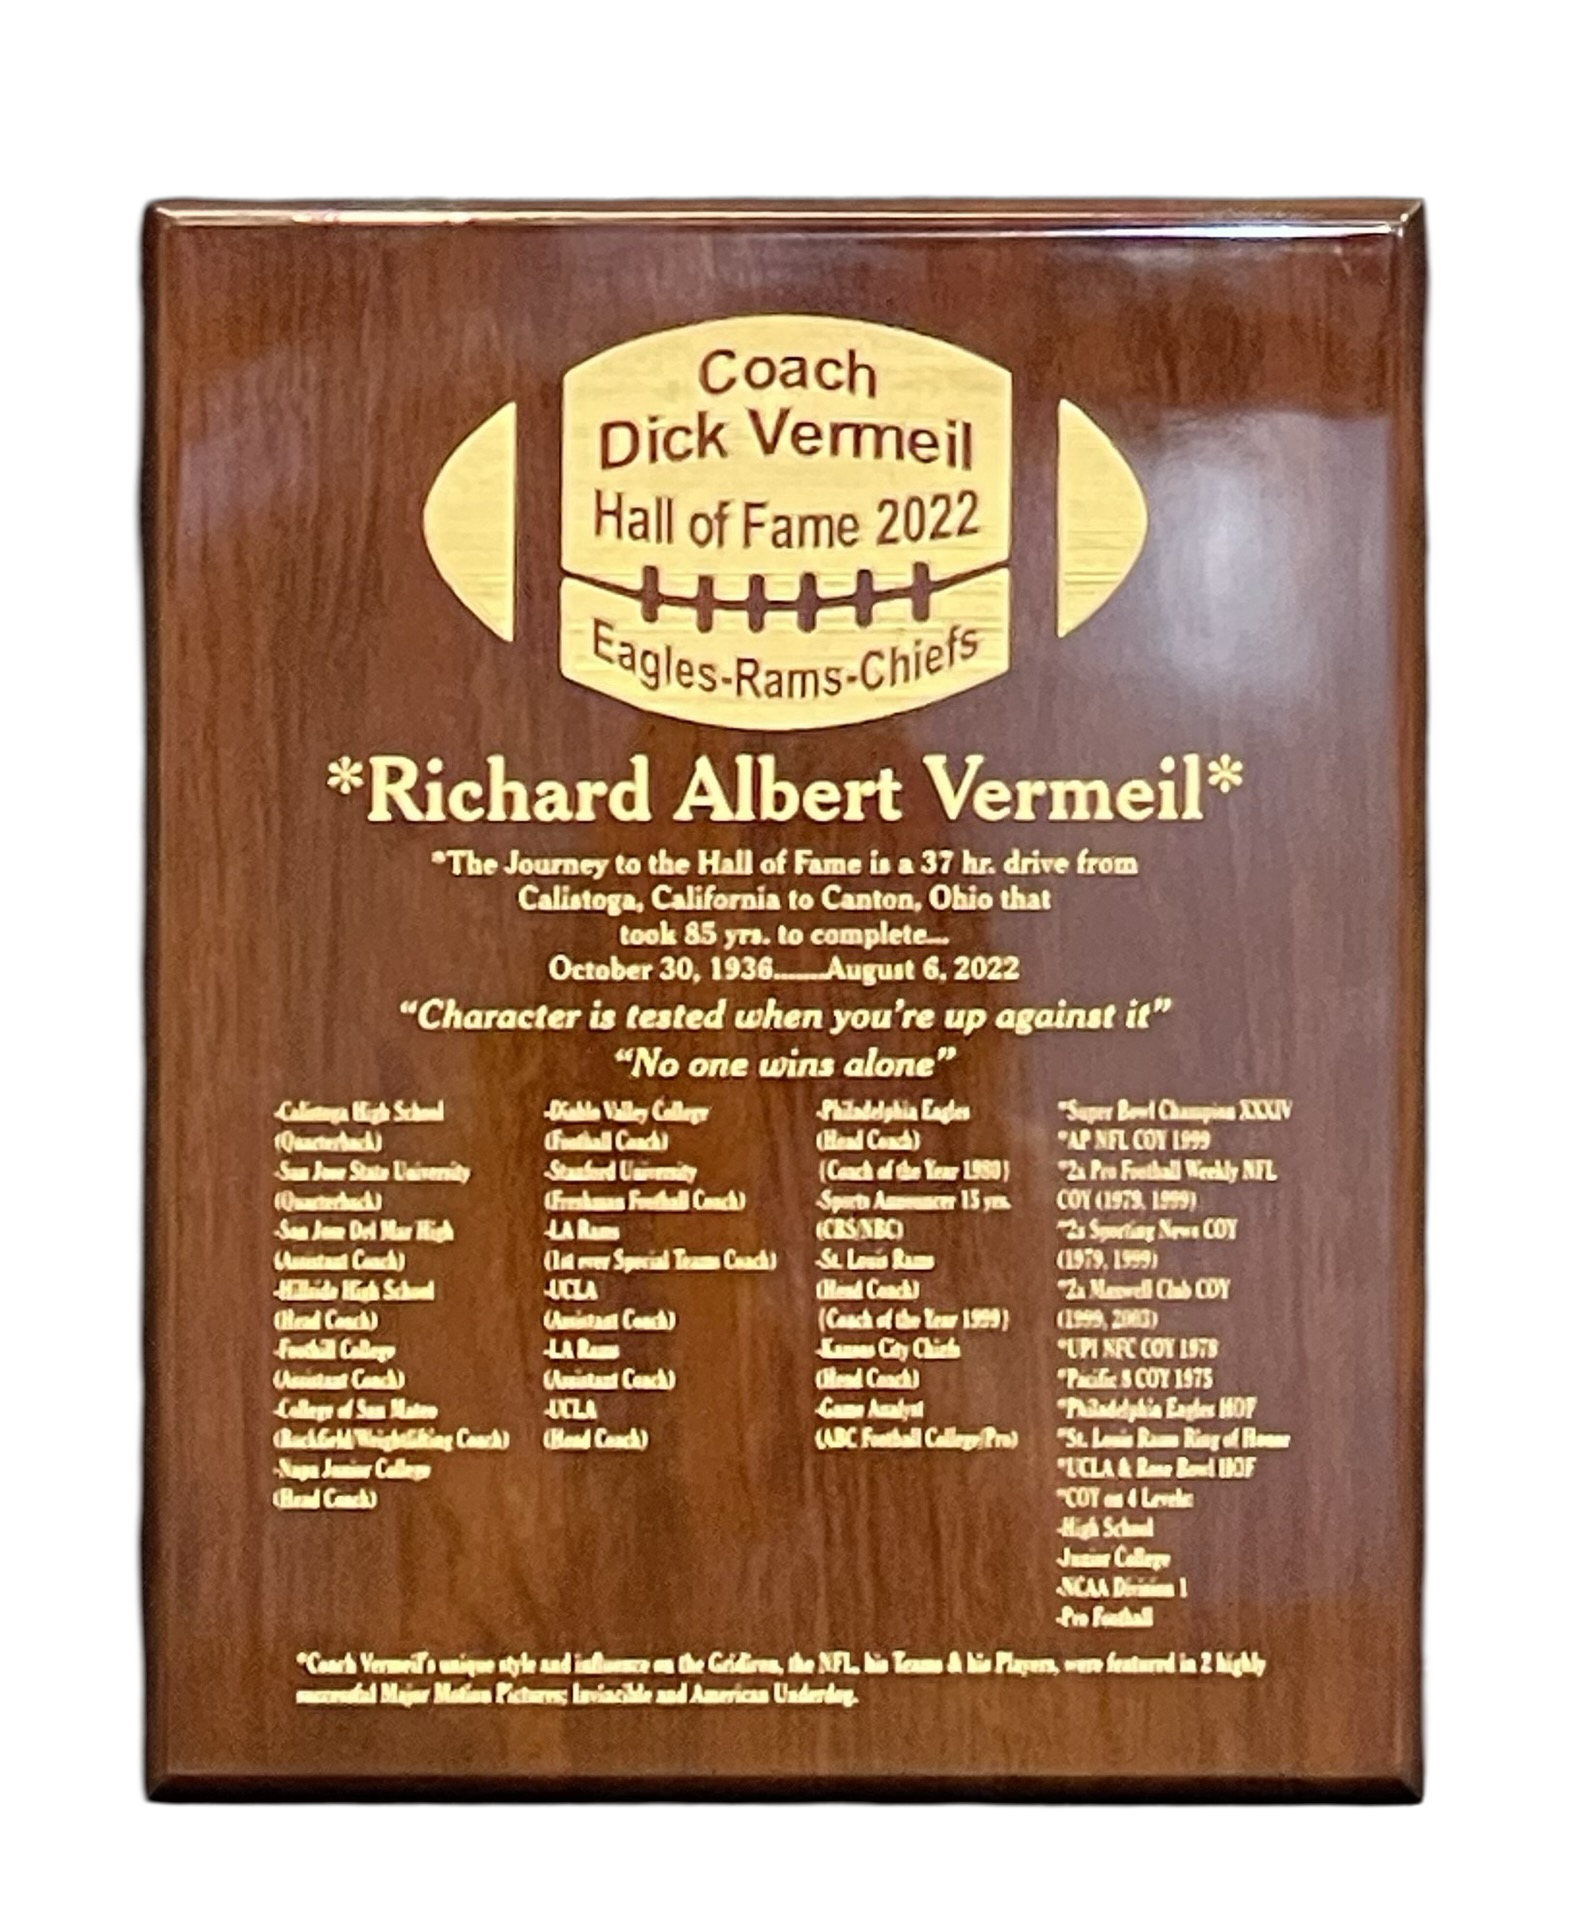 Coach
Dick Vermeil
Hall of Fame 2022
Eagles-Rams-Chiefs
*Richard Albert Vermeil*
*The Journey to the Hall of Fame is a 37 hr. drive from
Calistoga, California to Canton, Ohio that
took 85 yrs. to complete...
October 30, 1936.......August 6, 2022
“Character is tested when you’re up against it”
“No one wins alone”
-Calistoga High School
(Quarterback)
-San Jose State University
(Quarterback)
-San Jose Del Mar High
(Assistant Coach)
-Hillside High School
(Head Coach)
-Foothill College
(Assistant Coach)
-College of San Mateo
(Backfield/Weightlifting Coach)
-Napa Junior College
(Head Coach)
-Diablo Valley College
(Football Coach)
-Stanford University
(Freshman Football Coach)
-LA Rams
(1st ever Special Teams Coach)
-UCLA
(Assistant Coach)
-LA Rams
(Assistant Coach)
-UCLA
(Head Coach)
-Philadelphia Eagles
(Head Coach)
{Coach of the Year 1980}
-Sports Announcer 15 yrs.
(CBS/NBC)
-St. Louis Rams
(Head Coach)
{Coach of the Year 1999}
-Kansas City Chiefs
(Head Coach)
-Game Analyst
(ABC Football College/Pro)
*Super Bowl Champion XXXIV
*AP NFL COY 1999
*2x Pro Football Weekly NFL
COY (1979, 1999)
*2x Sporting News COY
(1979, 1999)
*2x Maxwell Club COY
(1999, 2003)
*UPI NFC COY 1978
*Pacific 8 COY 1975
*Philadelphia Eagles HOF
*St. Louis Rams Ring of Honor
*UCLA & Rose Bowl HOF
*COY on 4 Levels:
-High School
-Junior College
-NCAA Division 1
-Pro Football
*Coach Vermeil's unique style and influence on the Gridiron, the NFL, his Teams & his Players, were featured in 2 highly
successful Major Motion Pictures; Invincible and American Underdog.